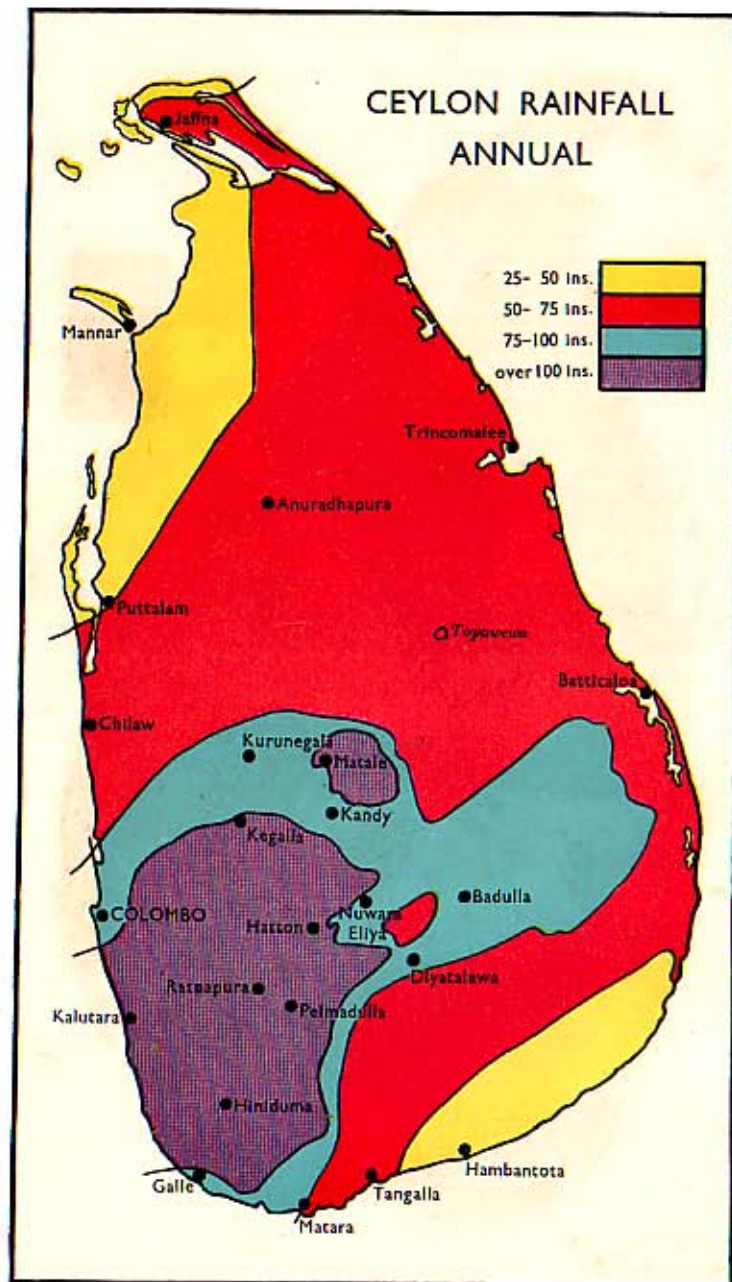 CEYLON RAINFALL
ANNUAL
25- 50 ins.
50- 75 ins.
75-100 ins.
over 100 ins.
Jaffna
Mannar
Trincomalee
Anuradhapura
Puttalam
Topawewa
Batticaloa
Chilaw
Kurunegala
Matale
Kandy
Kegalla
COLOMBO
Nuwara
Eliya
Badulla
Hatton
Diyatalawa
Ratnapura
Pelmadulla
Kalutara
Hiniduma
Galle
Hambantota
Tangalla
Matara